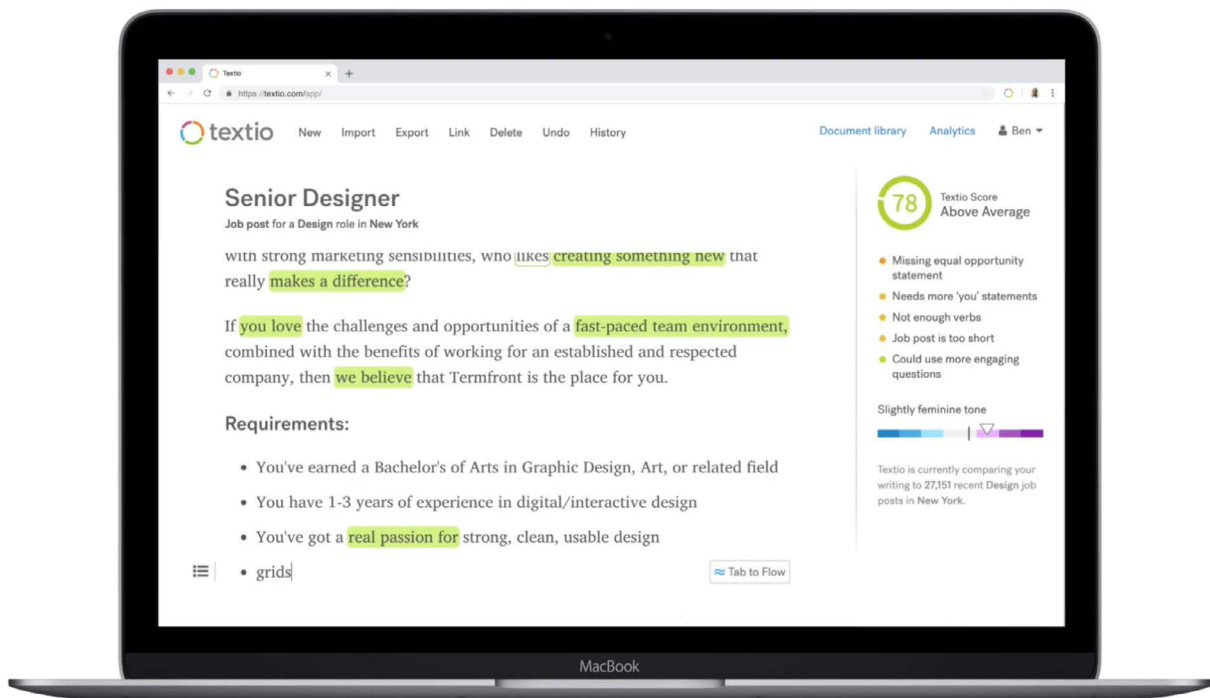 Textio
https://textio.com/app/
textio New Import Export Link Delete Undo History Document library Analytics Ben
Senior Designer
Job post for a Design role in New York
with strong marketing sensibilities, who likes creating something new that
really makes a difference?
If you love the challenges and opportunities of a fast-paced team environment,
combined with the benefits of working for an established and respected
company, then we believe that Termfront is the place for you.
Requirements:
• You've earned a Bachelor's of Arts in Graphic Design, Art, or related field
• You have 1-3 years of experience in digital/interactive design
• You've got a real passion for strong, clean, usable design
• grids
Tab to Flow
78
Textio Score
Above Average
Missing equal opportunity
statement
Needs more 'you' statements
Not enough verbs
Job post is too short
Could use more engaging
questions
Slightly feminine tone
Textio is currently comparing your
writing to 27,151 recent Design job
posts in New York.
MacBook